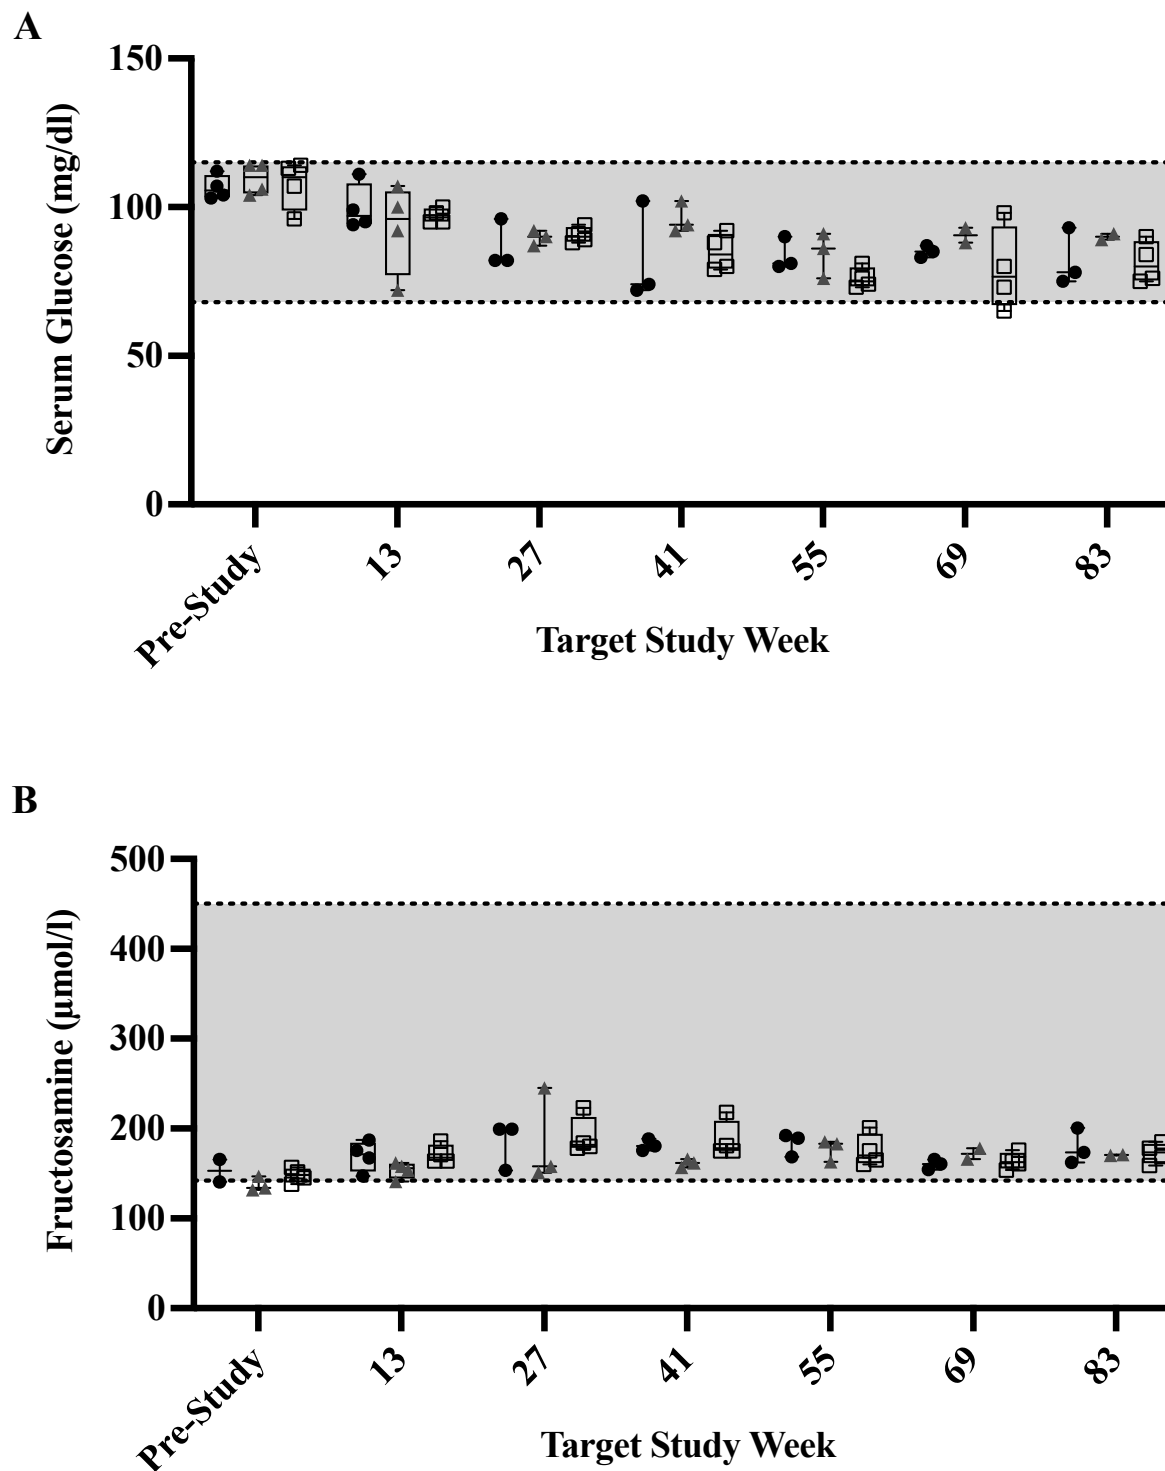 A
Serum Glucose (mg/dl)
150
100
50
0
Pre-Study
13
27
41
55
69
83
Target Study Week
B
Fructosamine (μmol/l)
500
400
300
200
100
0
Pre-Study
13
27
41
55
69
83
Target Study Week